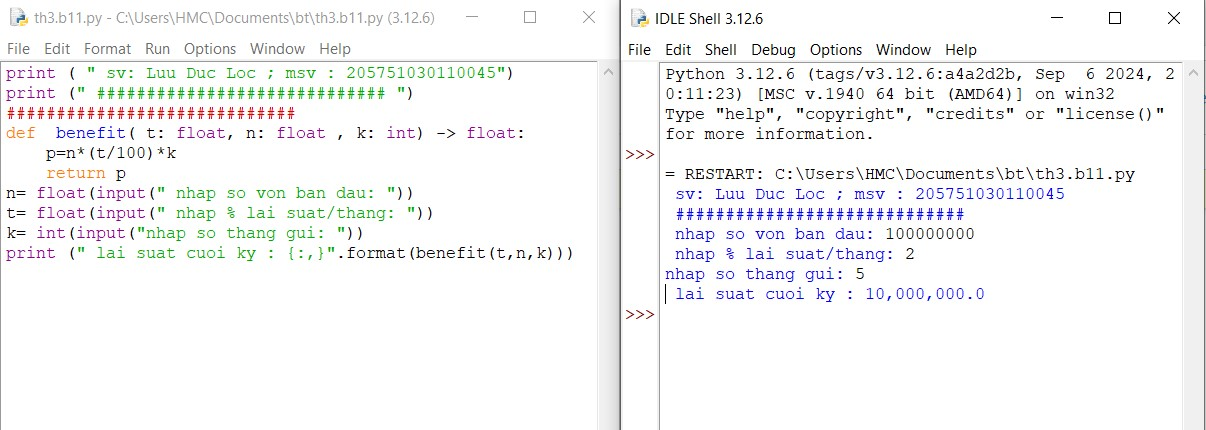 th3.b11.py - C:\Users\HMC\Documents\bt\th3.b11.py (3.12.6)
File Edit Format Run Options Window Help
print ( " sv: Luu Duc Loc ; msv : 205751030110045")
print (" ############################# ")
#############################
def  benefit( t: float, n: float , k: int) -> float:
    p=n*(t/100)*k
    return p
n= float(input(" nhap so von ban dau: "))
t= float(input(" nhap % lai suat/thang: "))
k= int(input("nhap so thang gui: "))
print (" lai suat cuoi ky : {:,}".format(benefit(t,n,k)))
IDLE Shell 3.12.6
File Edit Shell Debug Options Window Help
Python 3.12.6 (tags/v3.12.6:a4a2d2b, Sep  6 2024, 2
0:11:23) [MSC v.1940 64 bit (AMD64)] on win32
Type "help", "copyright", "credits" or "license()"
for more information.
>>>
= RESTART: C:\Users\HMC\Documents\bt\th3.b11.py
 sv: Luu Duc Loc ; msv : 205751030110045
 #############################
 nhap so von ban dau: 100000000
 nhap % lai suat/thang: 2
nhap so thang gui: 5
 lai suat cuoi ky : 10,000,000.0
>>>